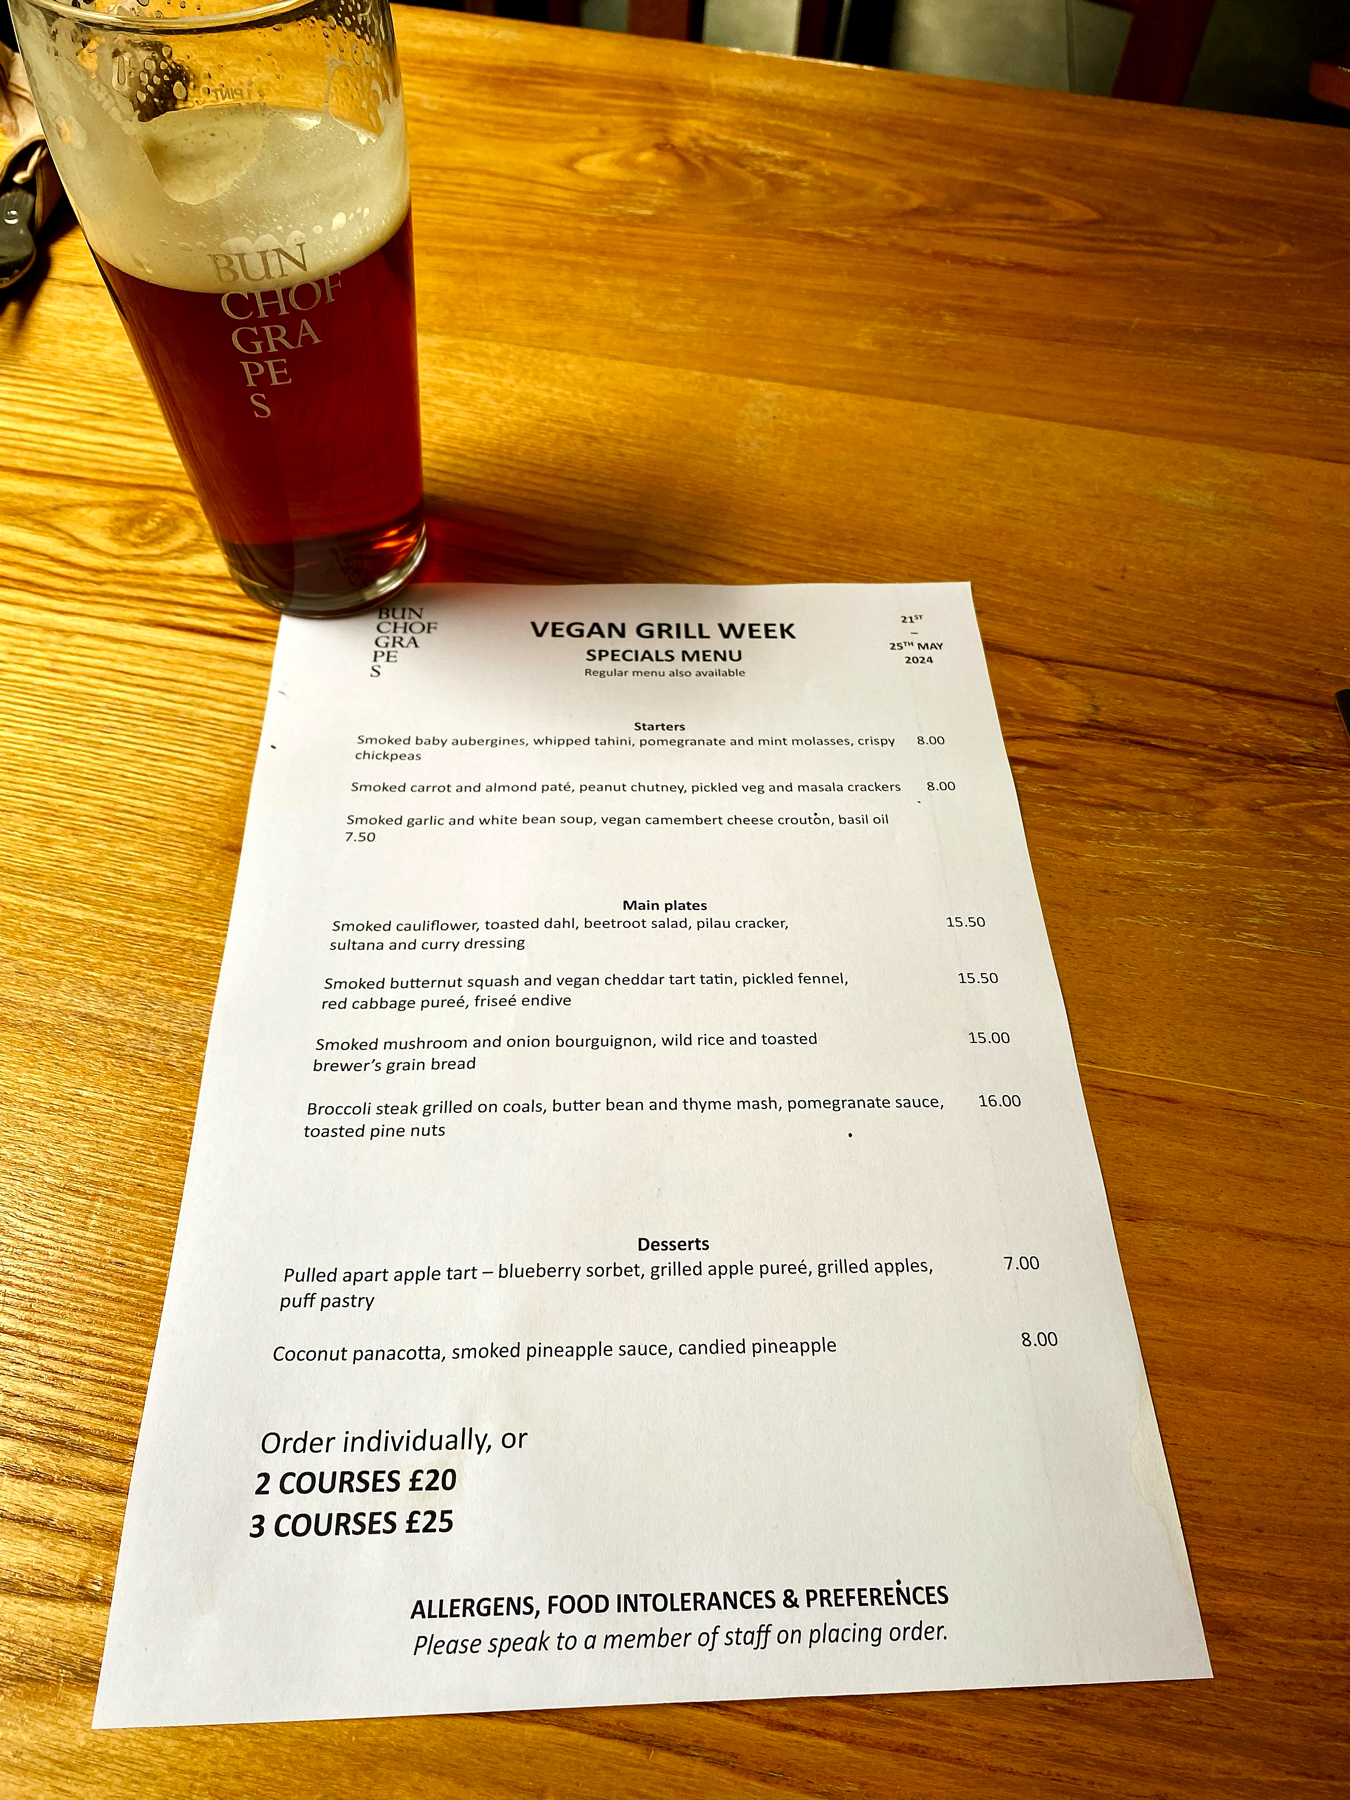 PINT
BUN
CHOF
GRA
PE
S
BUN
CHOF
GRA
PE
S
VEGAN GRILL WEEK
SPECIALS MENU
Regular menu also available
21ST
–
25TH MAY
2024
Starters
Smoked baby aubergines, whipped tahini, pomegranate and mint molasses, crispy 8.00
chickpeas
Smoked carrot and almond paté, peanut chutney, pickled veg and masala crackers 8.00
Smoked garlic and white bean soup, vegan camembert cheese crouton, basil oil
7.50
Main plates
Smoked cauliflower, toasted dahl, beetroot salad, pilau cracker, 15.50
sultana and curry dressing
Smoked butternut squash and vegan cheddar tart tatin, pickled fennel, 15.50
red cabbage pureé, friseé endive
Smoked mushroom and onion bourguignon, wild rice and toasted 15.00
brewer’s grain bread
Broccoli steak grilled on coals, butter bean and thyme mash, pomegranate sauce, 16.00
toasted pine nuts
Desserts
Pulled apart apple tart – blueberry sorbet, grilled apple pureé, grilled apples, 7.00
puff pastry
Coconut panacotta, smoked pineapple sauce, candied pineapple 8.00
Order individually, or
2 COURSES £20
3 COURSES £25
ALLERGENS, FOOD INTOLERANCES & PREFERENCES
Please speak to a member of staff on placing order.